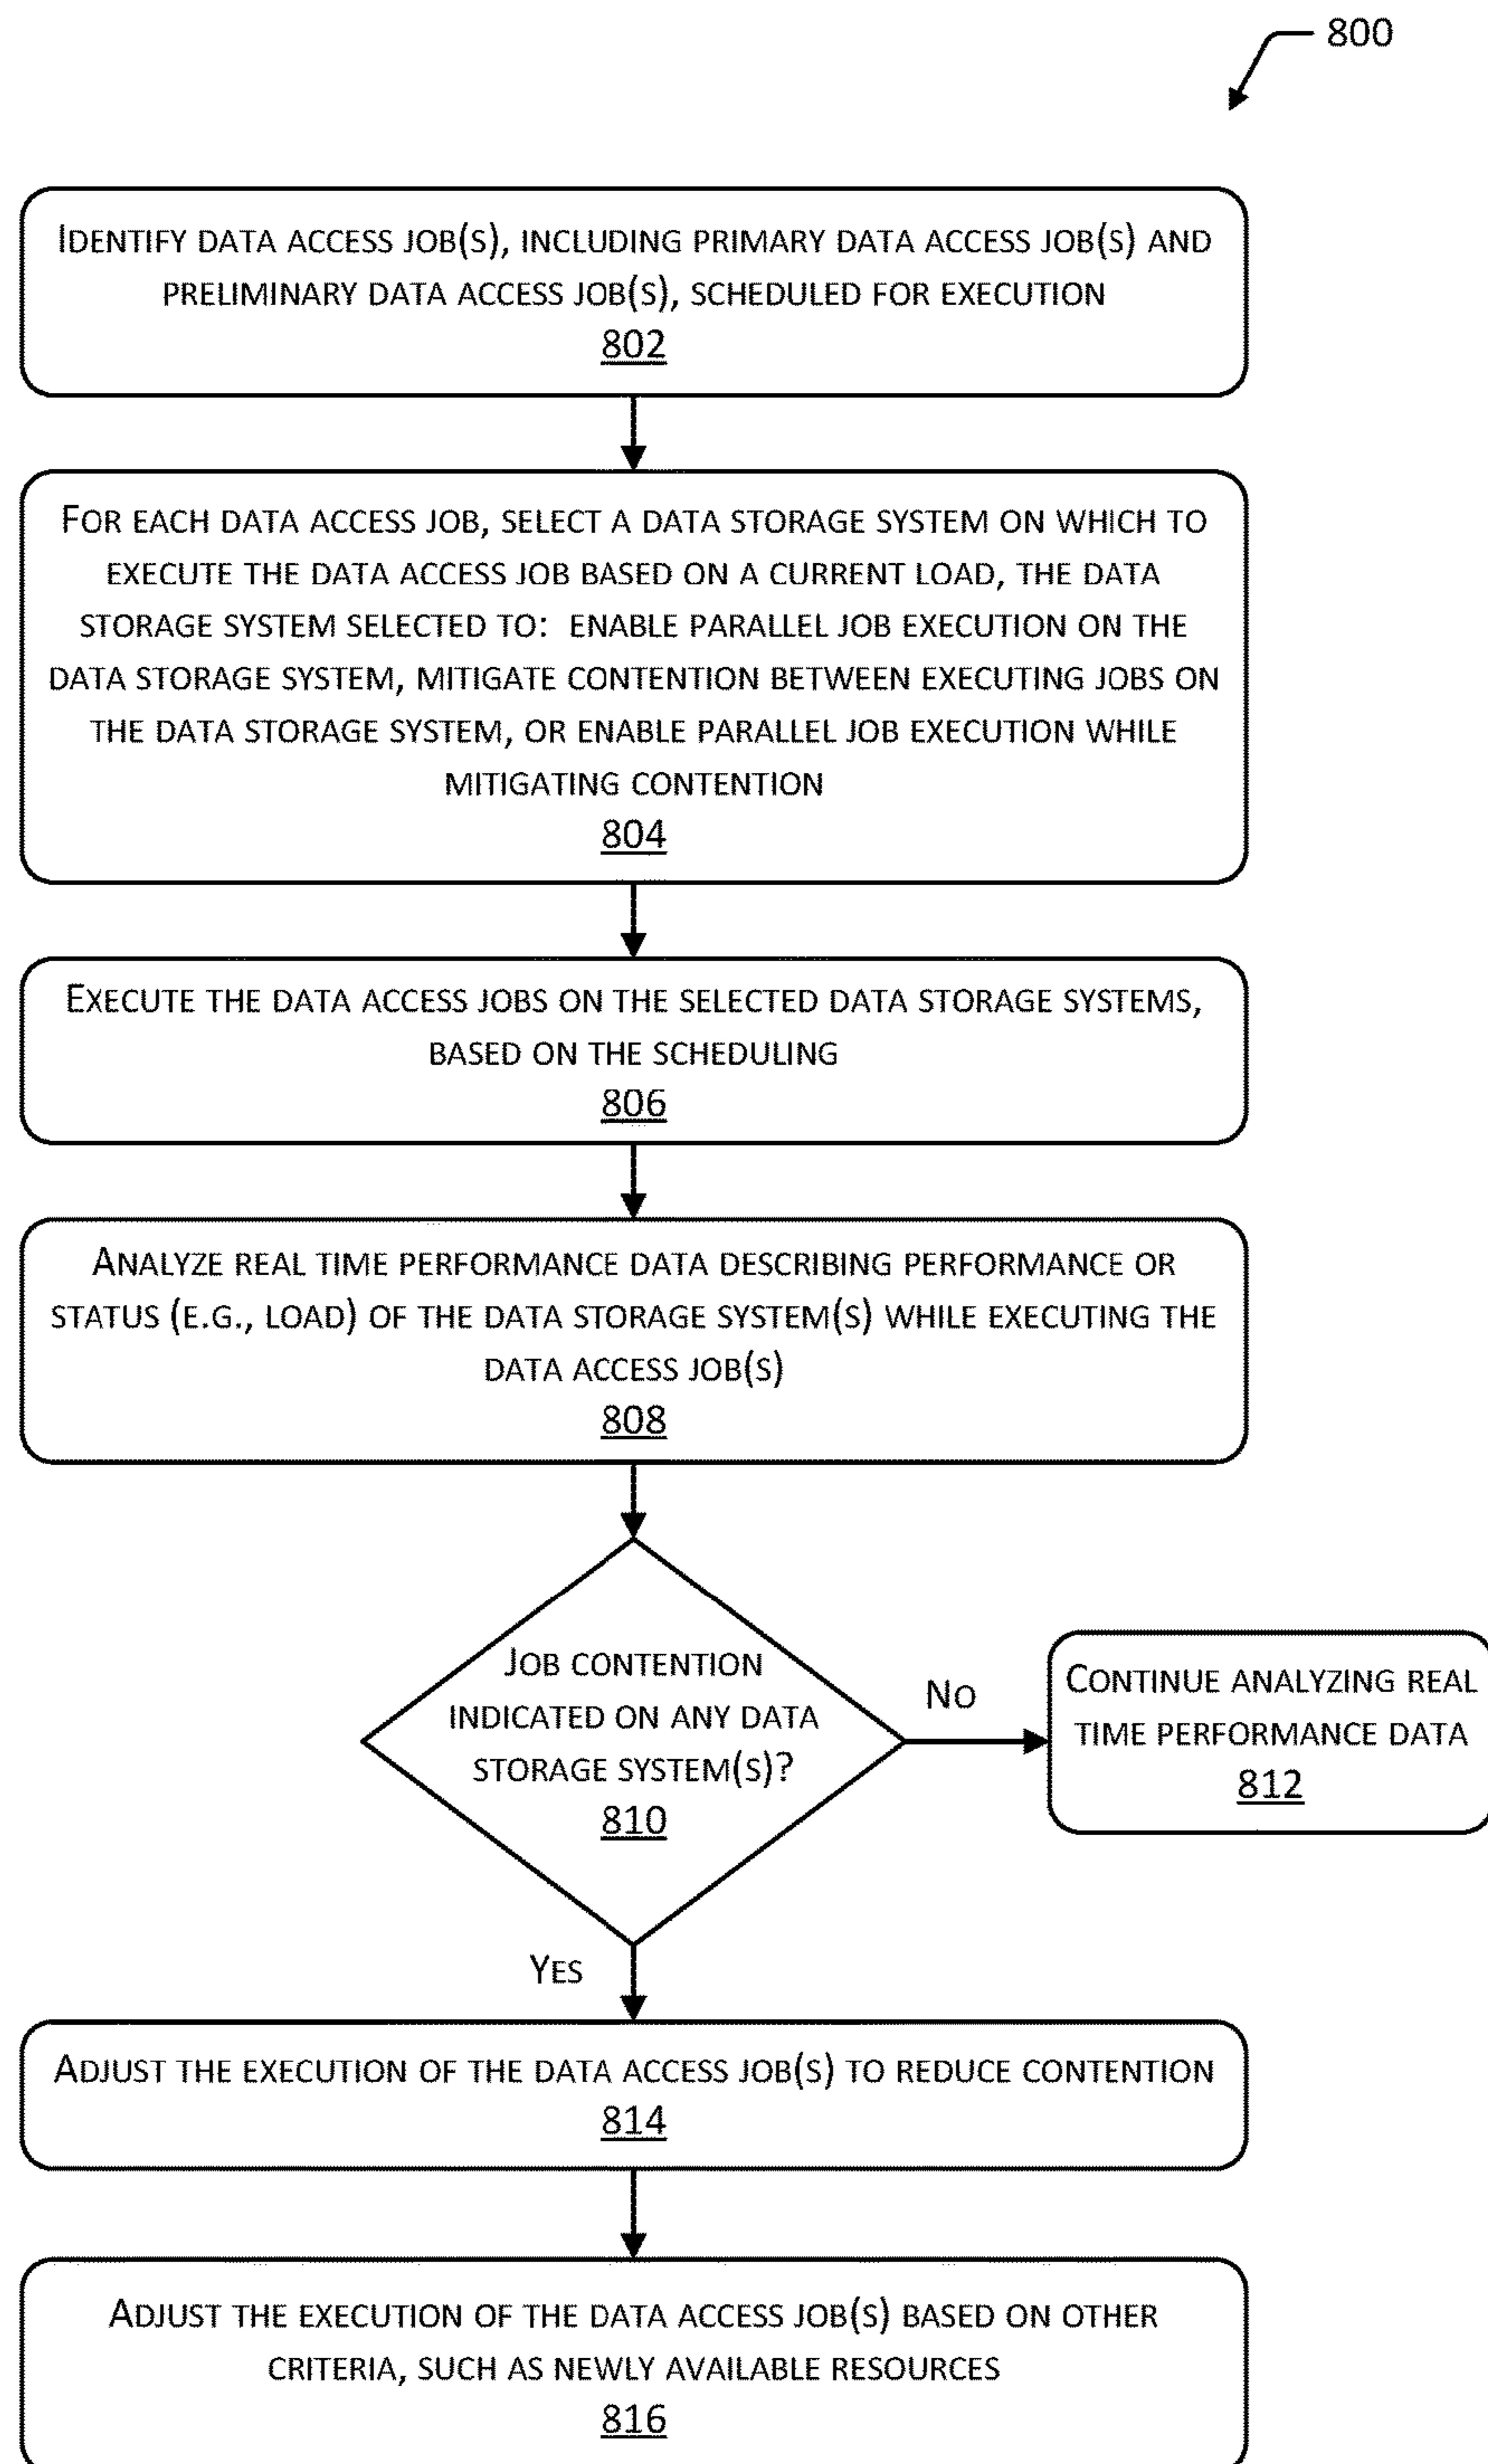 800
IDENTIFY DATA ACCESS JOB(S), INCLUDING PRIMARY DATA ACCESS JOB(S) AND
PRELIMINARY DATA ACCESS JOB(S), SCHEDULED FOR EXECUTION
802
FOR EACH DATA ACCESS JOB, SELECT A DATA STORAGE SYSTEM ON WHICH TO
EXECUTE THE DATA ACCESS JOB BASED ON A CURRENT LOAD, THE DATA
STORAGE SYSTEM SELECTED TO: ENABLE PARALLEL JOB EXECUTION ON THE
DATA STORAGE SYSTEM, MITIGATE CONTENTION BETWEEN EXECUTING JOBS ON
THE DATA STORAGE SYSTEM, OR ENABLE PARALLEL JOB EXECUTION WHILE
MITIGATING CONTENTION
804
EXECUTE THE DATA ACCESS JOBS ON THE SELECTED DATA STORAGE SYSTEMS,
BASED ON THE SCHEDULING
806
ANALYZE REAL TIME PERFORMANCE DATA DESCRIBING PERFORMANCE OR
STATUS (E.G., LOAD) OF THE DATA STORAGE SYSTEM(S) WHILE EXECUTING THE
DATA ACCESS JOB(S)
808
JOB CONTENTION
INDICATED ON ANY DATA
STORAGE SYSTEM(S)?
810
NO
CONTINUE ANALYZING REAL
TIME PERFORMANCE DATA
812
YES
ADJUST THE EXECUTION OF THE DATA ACCESS JOB(S) TO REDUCE CONTENTION
814
ADJUST THE EXECUTION OF THE DATA ACCESS JOB(S) BASED ON OTHER
CRITERIA, SUCH AS NEWLY AVAILABLE RESOURCES
816